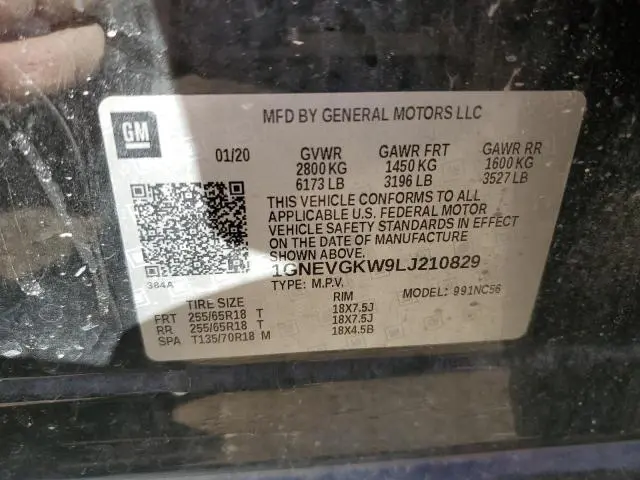 GM
MFD BY GENERAL MOTORS LLC
01/20 GVWR GAWR FRT GAWR RR
2800 KG 1450 KG 1600 KG
6173 LB 3196 LB 3527 LB
THIS VEHICLE CONFORMS TO ALL
APPLICABLE U.S. FEDERAL MOTOR
VEHICLE SAFETY STANDARDS IN EFFECT
ON THE DATE OF MANUFACTURE
SHOWN ABOVE.
384A
1GNEVGKW9LJ210829
TYPE: M.P.V. MODEL: 991NC56
TIRE SIZE RIM
FRT 255/65R18 T 18X7.5J
RR 255/65R18 T 18X7.5J
SPA T135/70R18 M 18X4.5B